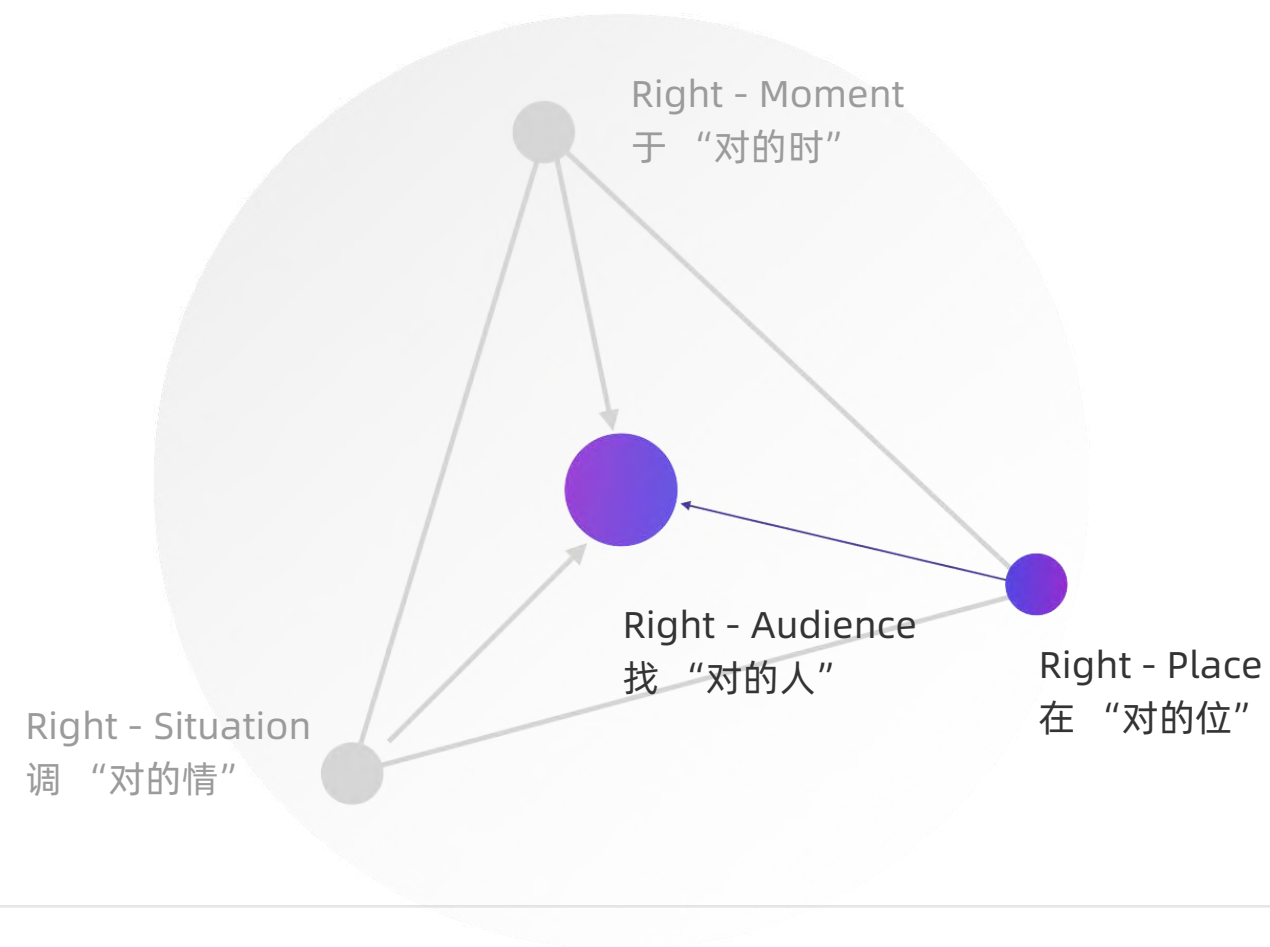 Right - Moment
于 “对的时”
Right - Audience
找 “对的人”
Right - Place
在 “对的位”
Right - Situation
调 “对的情”